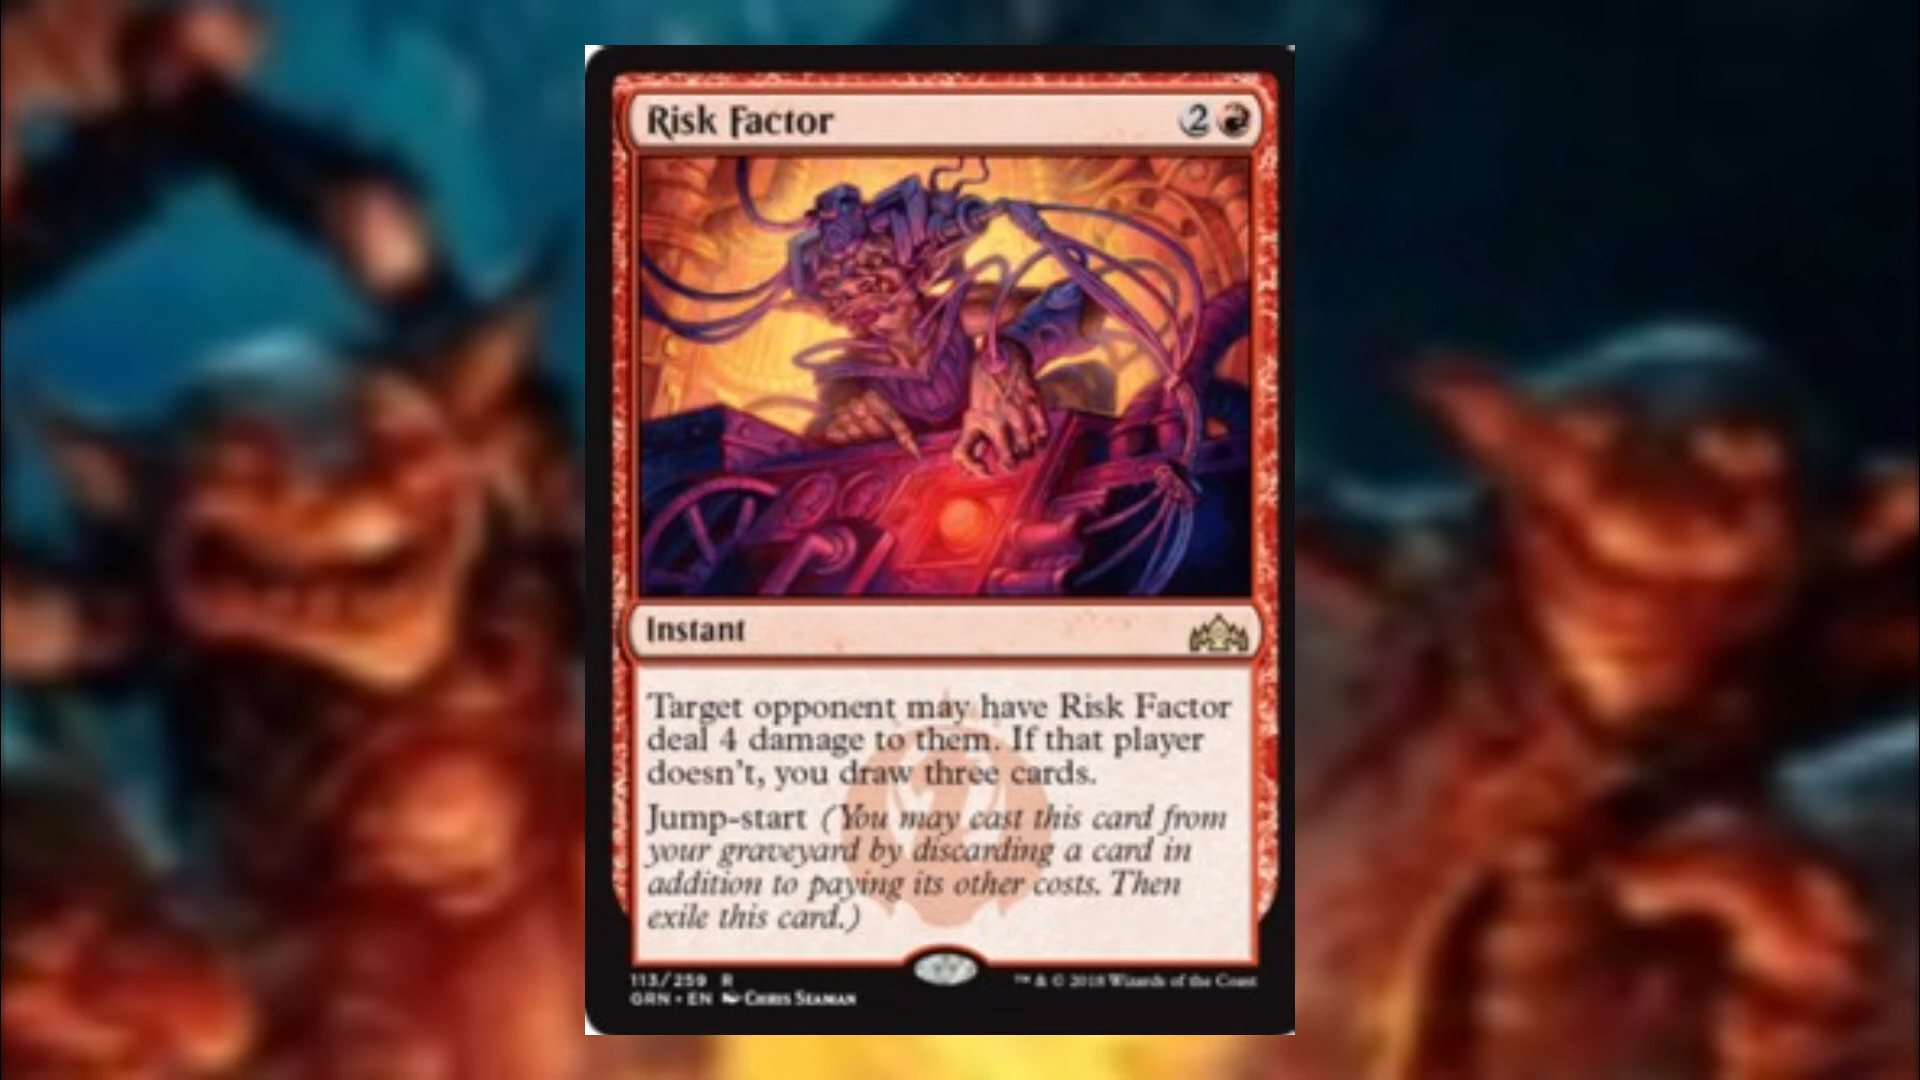 Risk Factor 2
Instant
Target opponent may have Risk Factor
deal 4 damage to them. If that player
doesn't, you draw three cards.
Jump-start (You may cast this card from
your graveyard by discarding a card in
addition to paying its other costs. Then
exile this card.)
113/259 R
GRN • EN Chris Seaman
™ & © 2018 Wizards of the Coast